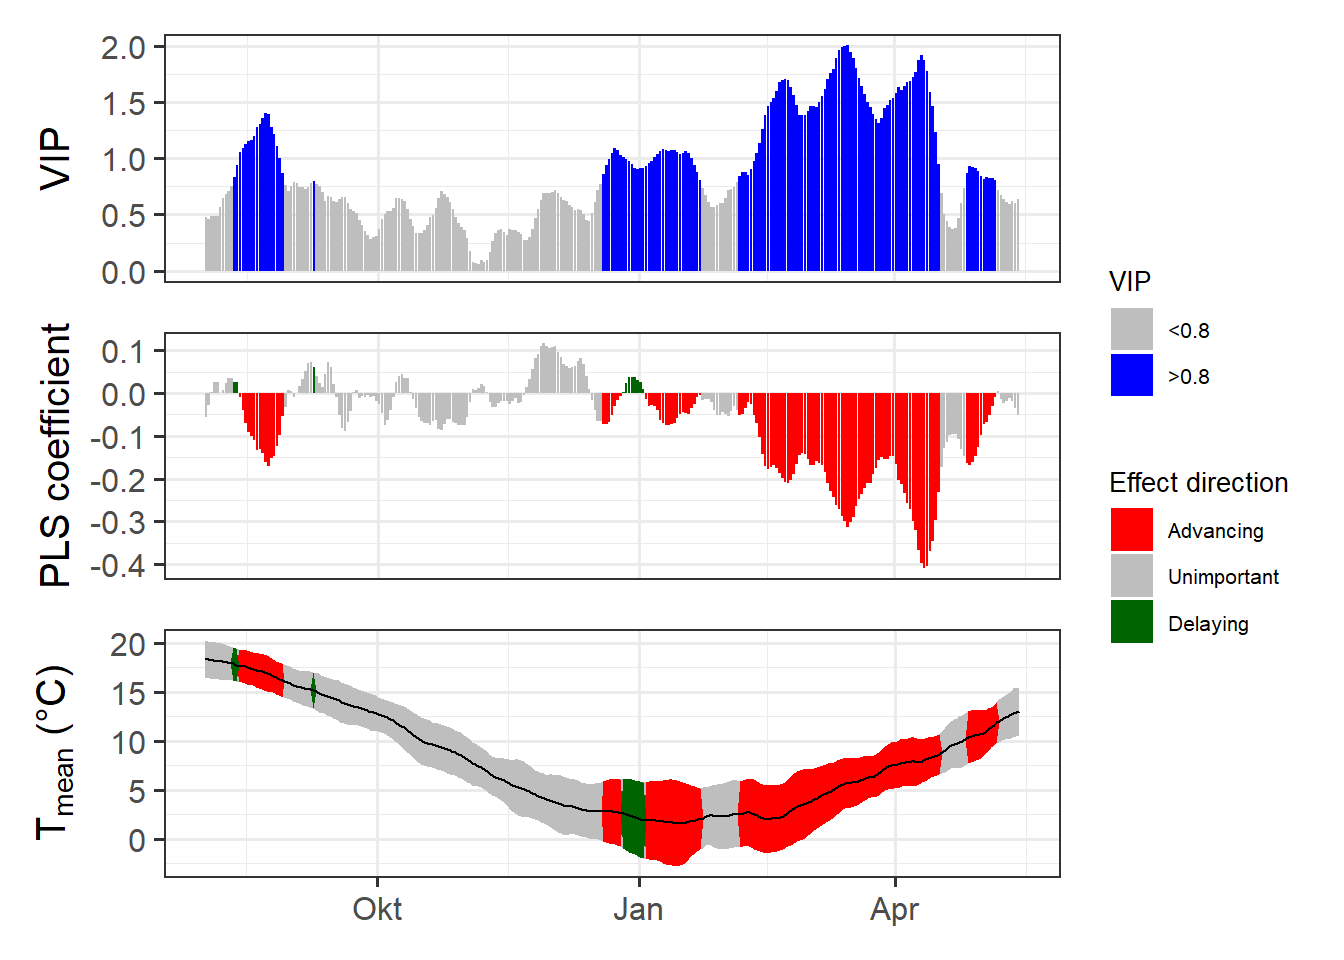 VIP
2.0
1.5
1.0
0.5
0.0
PLS coefficient
0.1
0.0
-0.1
-0.2
-0.3
-0.4
Tmean (°C)
20
15
10
5
0
Okt Jan Apr
VIP
<0.8
>0.8
Effect direction
Advancing
Unimportant
Delaying